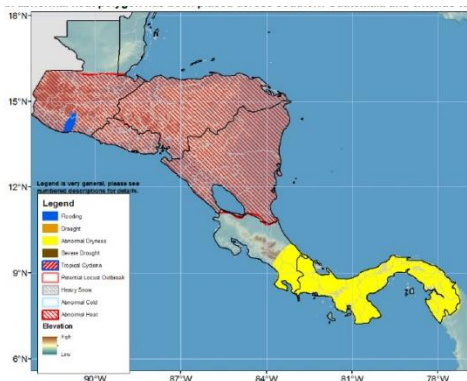 18°N
15°N
12°N
9°N
6°N
Legend is very general, please see
numbered descriptions for details.
Legend
Flooding
Drought
Abnormal Dryness
Severe Drought
Tropical Cyclone
Potential Locust Outbreak
Heavy Snow
Abnormal Cold
Abnormal Heat
Elevation
High
Low
90°W
87°W
84°W
81°W
78°W